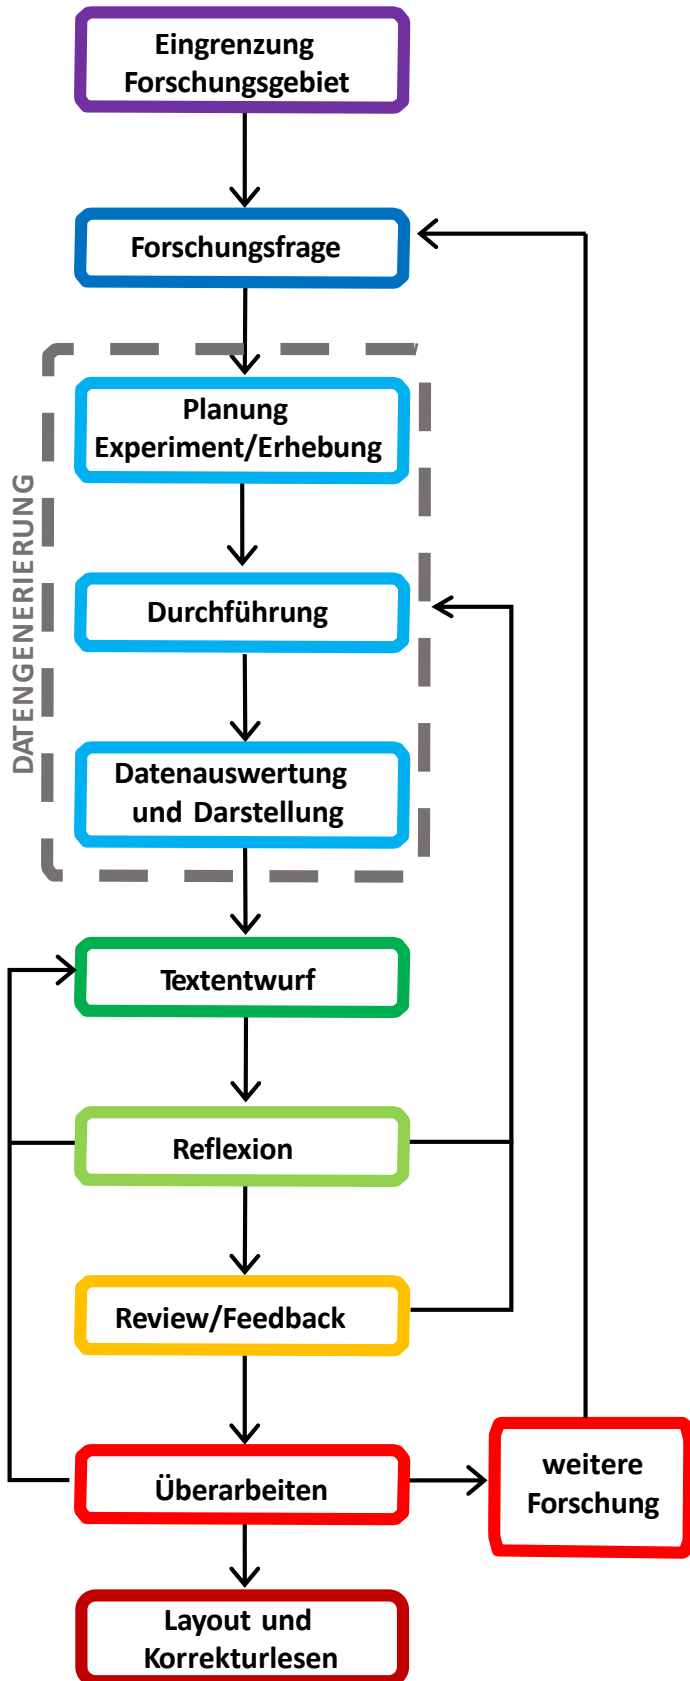 Eingrenzung
Forschungsgebiet
Forschungsfrage
DATENGENERIERUNG
Planung
Experiment/Erhebung
Durchführung
Datenauswertung
und Darstellung
Textentwurf
Reflexion
Review/Feedback
Überarbeiten
weitere
Forschung
Layout und
Korrekturlesen